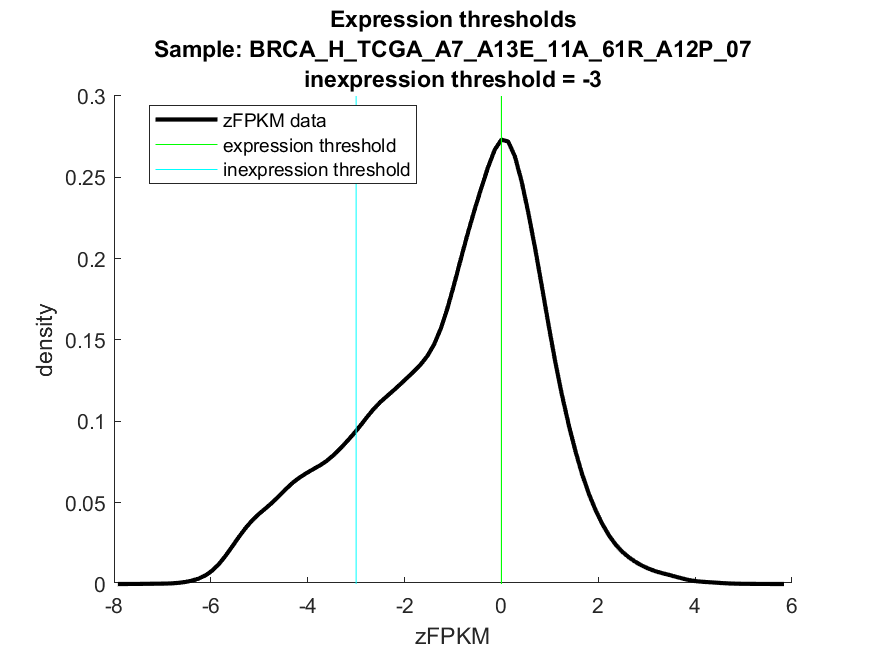 Expression thresholds
Sample: BRCA_H_TCGA_A7_A13E_11A_61R_A12P_07
inexpression threshold = -3
0.3
zFPKM data
expression threshold
inexpression threshold
0.25
0.2
0.15
0.1
0.05
0
density
-8 -6 -4 -2 0 2 4 6
zFPKM